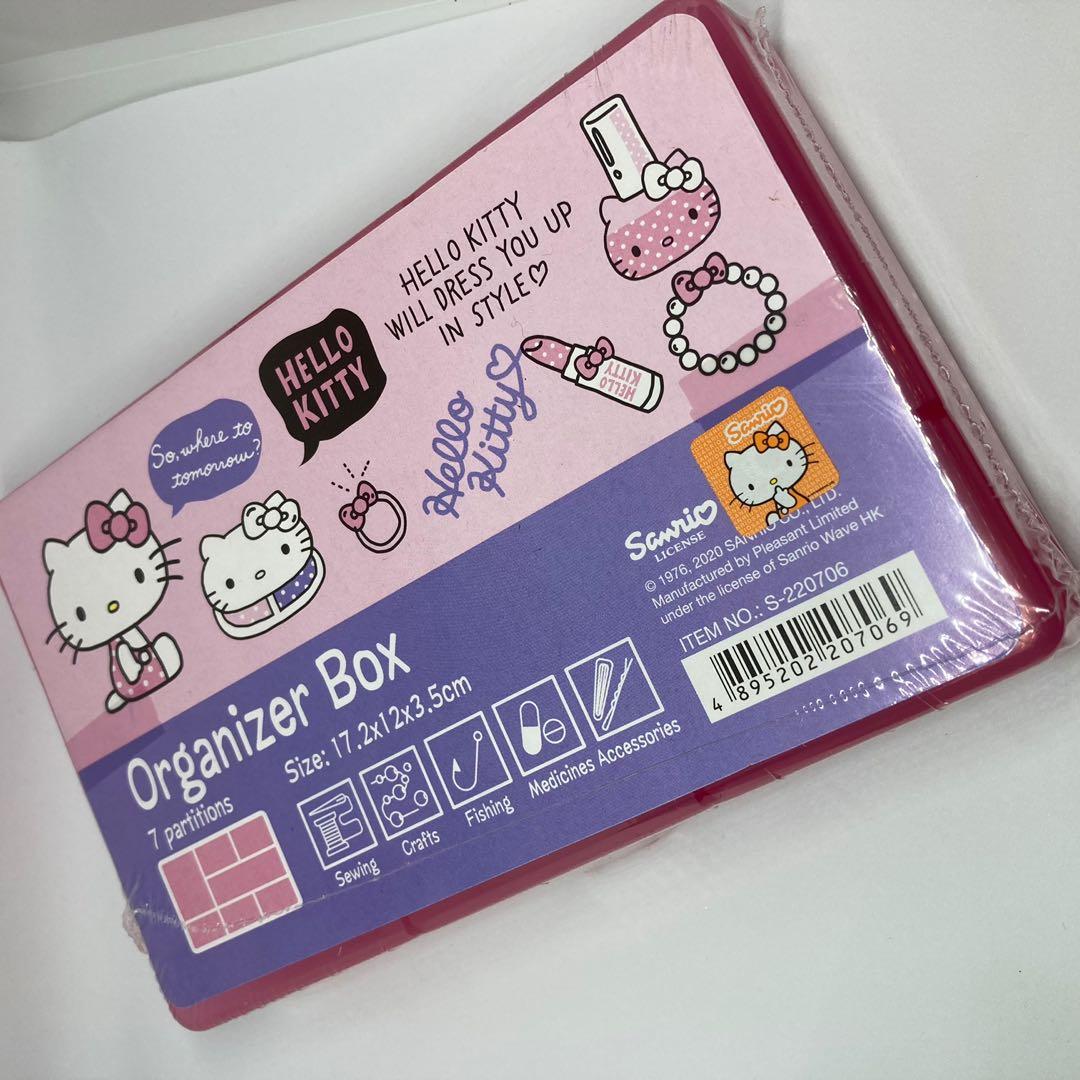 HELLO KITTY
WILL DRESS YOU UP
IN STYLE♡
HELLO
KITTY
So, where to
tomorrow?
Hello
Kitty♡
HELLO
KITTY
Sanrio
Sanrio
LICENSE
© 1976, 2020 SANRIO CO., LTD.
Manufactured by Pleasant Limited
under the license of Sanrio Wave HK
ITEM NO.: S-220706
4 895202 207069
Organizer Box
Size: 17.2x12x3.5cm
7 partitions
Sewing
Crafts
Fishing
Medicines
Accessories